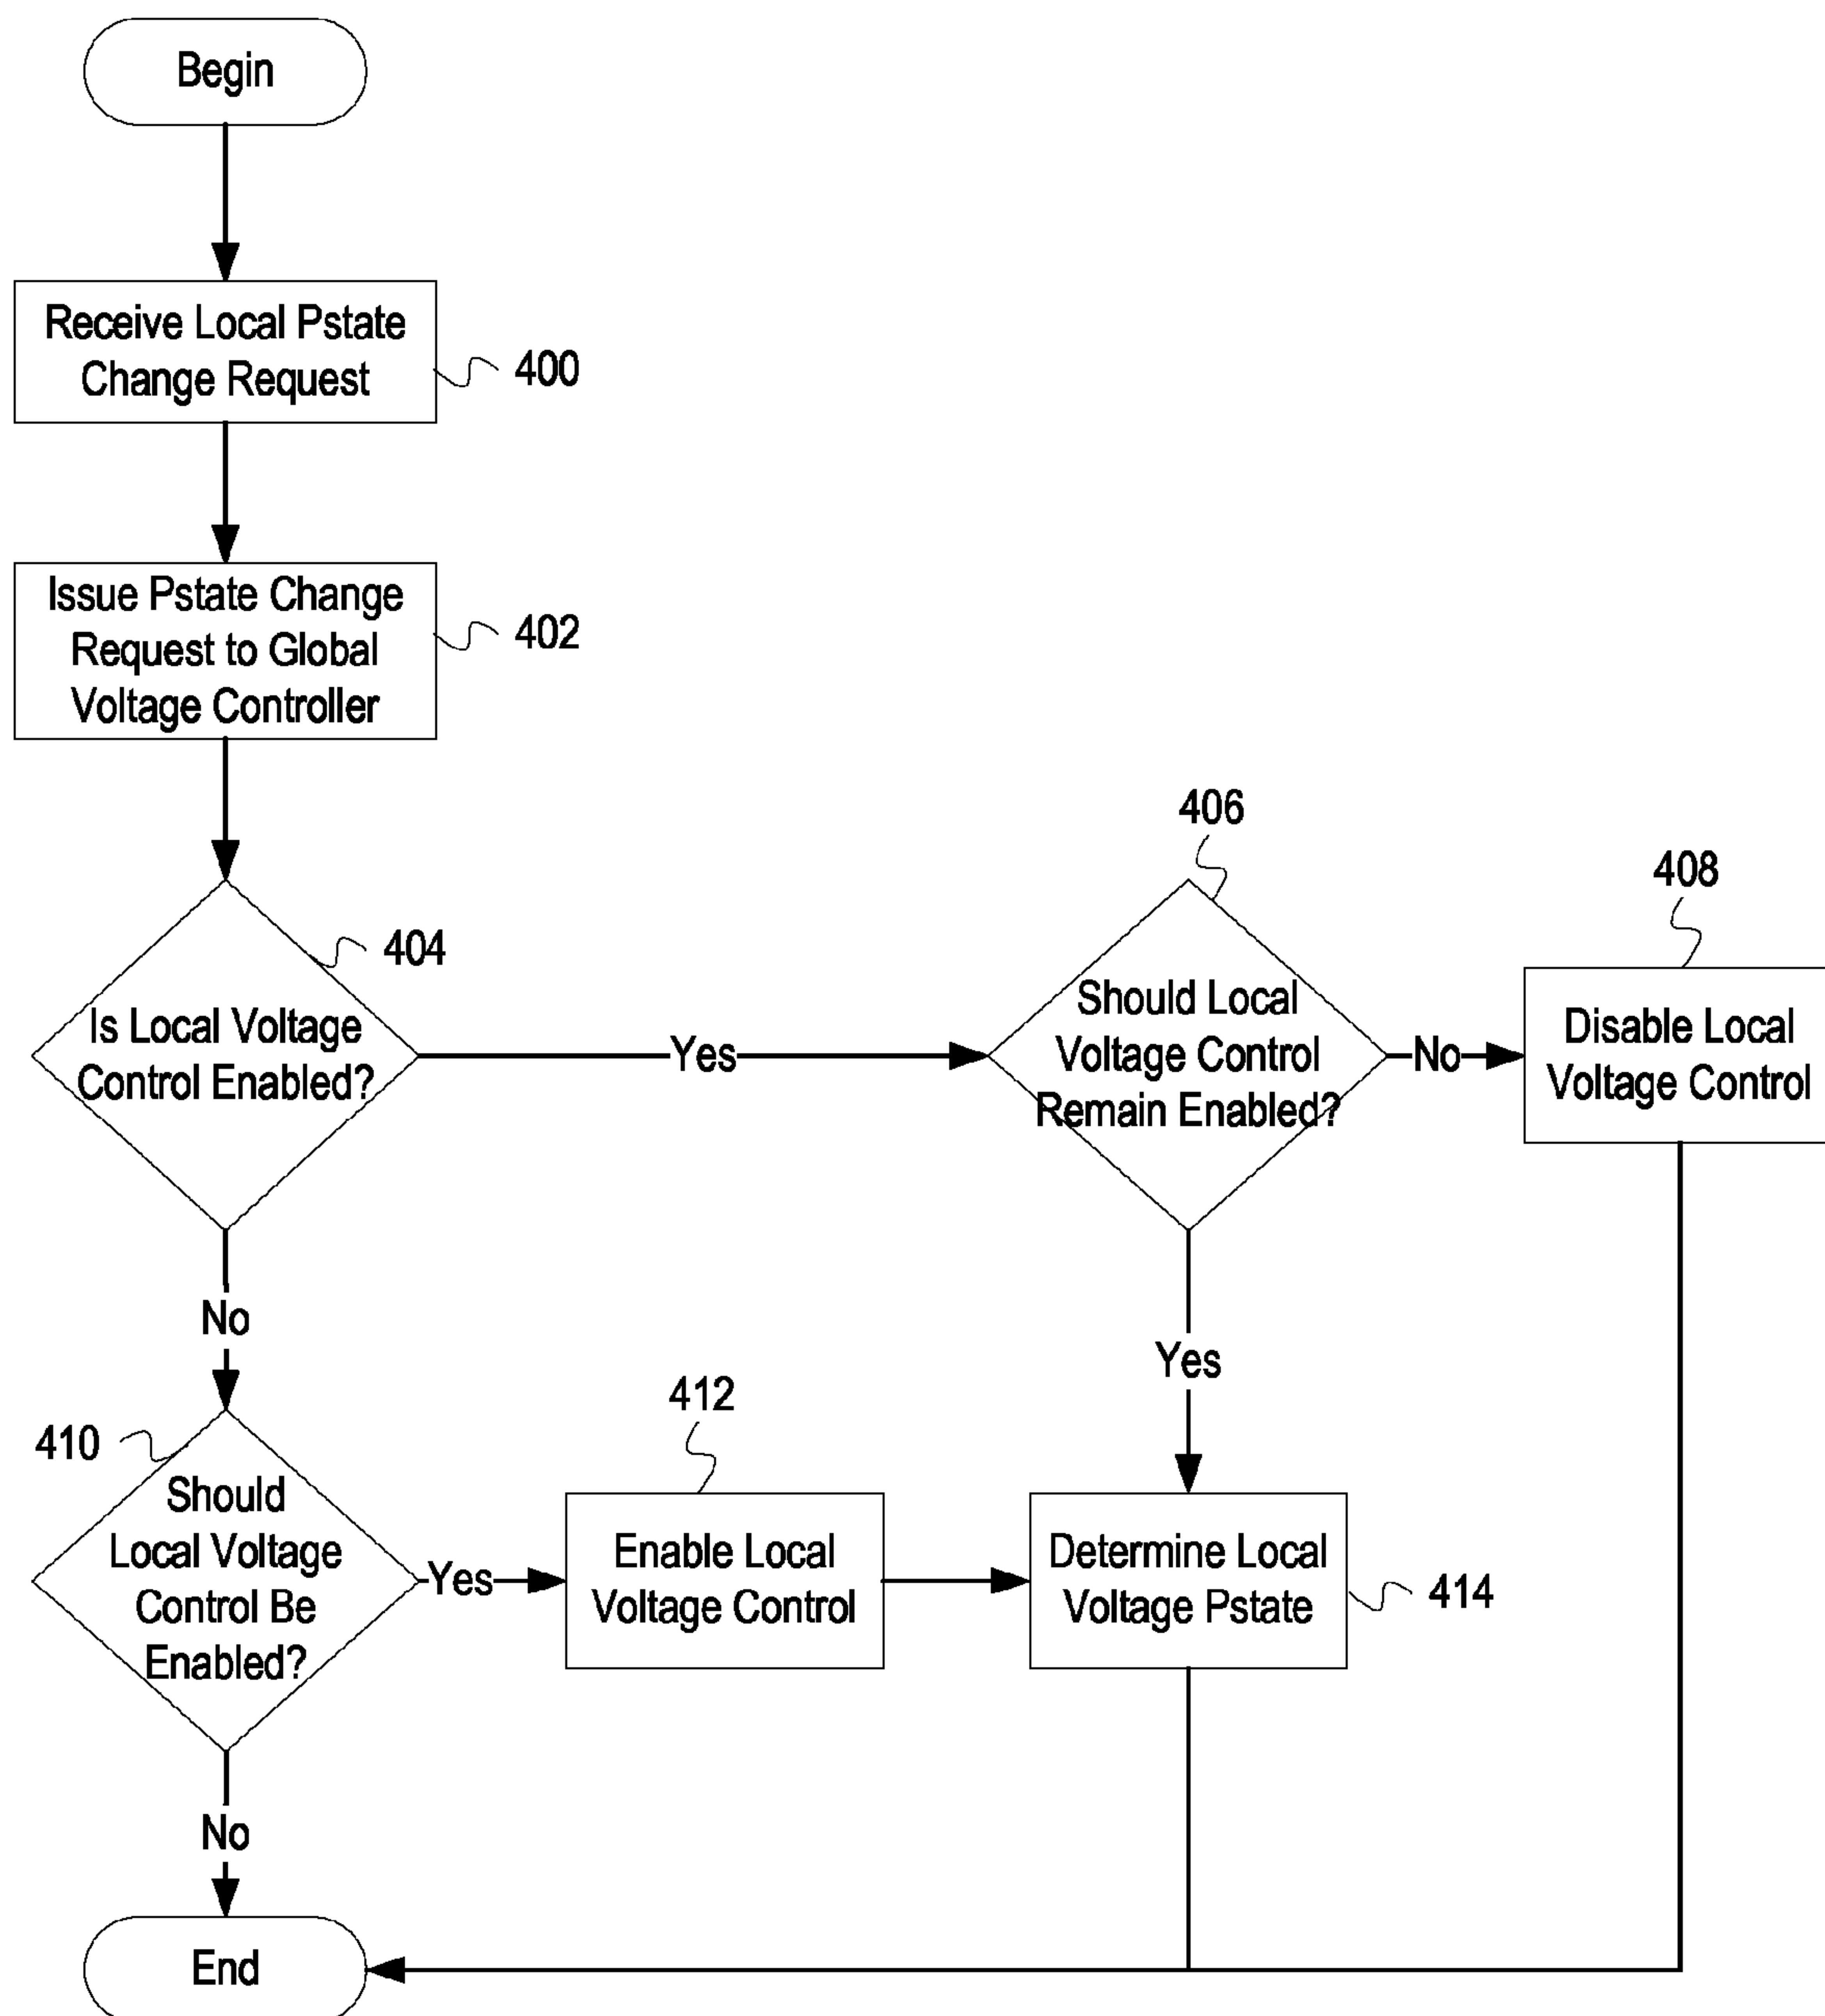 Begin
Receive Local Pstate
Change Request
400
Issue Pstate Change
Request to Global
Voltage Controller
402
406
408
404
Is Local Voltage
Control Enabled?
Yes
Should Local
Voltage Control
Remain Enabled?
No
Disable Local
Voltage Control
No
Yes
412
410
Should
Local Voltage
Control Be
Enabled?
Yes
Enable Local
Voltage Control
Determine Local
Voltage Pstate
414
No
End